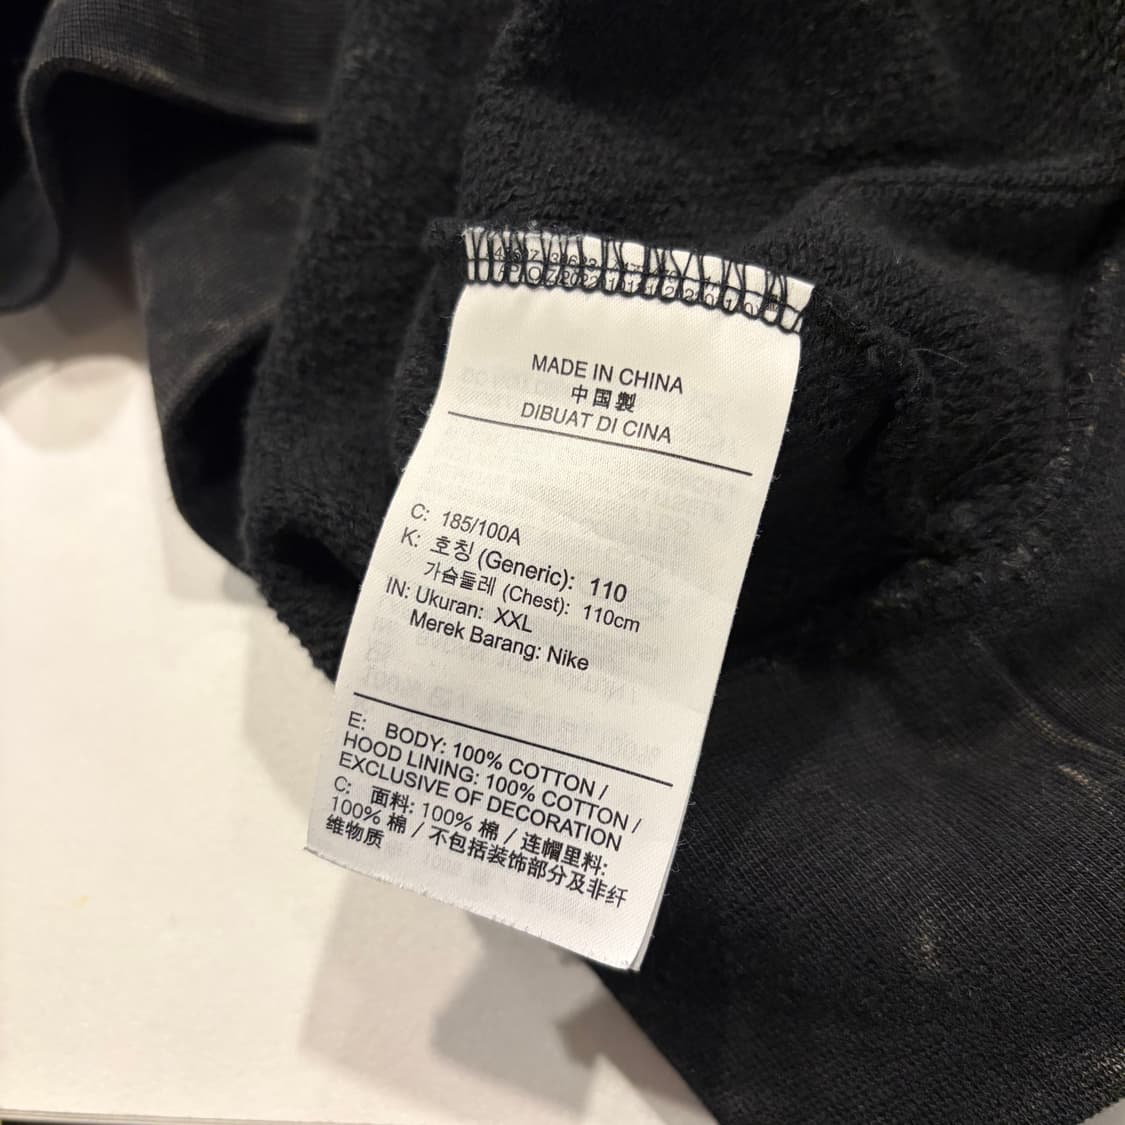 MADE IN CHINA
中国製
DIBUAT DI CINA
C: 185/100A
K: 호칭 (Generic): 110
가슴둘레 (Chest): 110cm
IN: Ukuran: XXL
Merek Barang: Nike
E: BODY: 100% COTTON /
HOOD LINING: 100% COTTON /
EXCLUSIVE OF DECORATION
C: 面料: 100% 棉 / 连帽里料:
100% 棉 / 不包括装饰部分及非纤
维物质